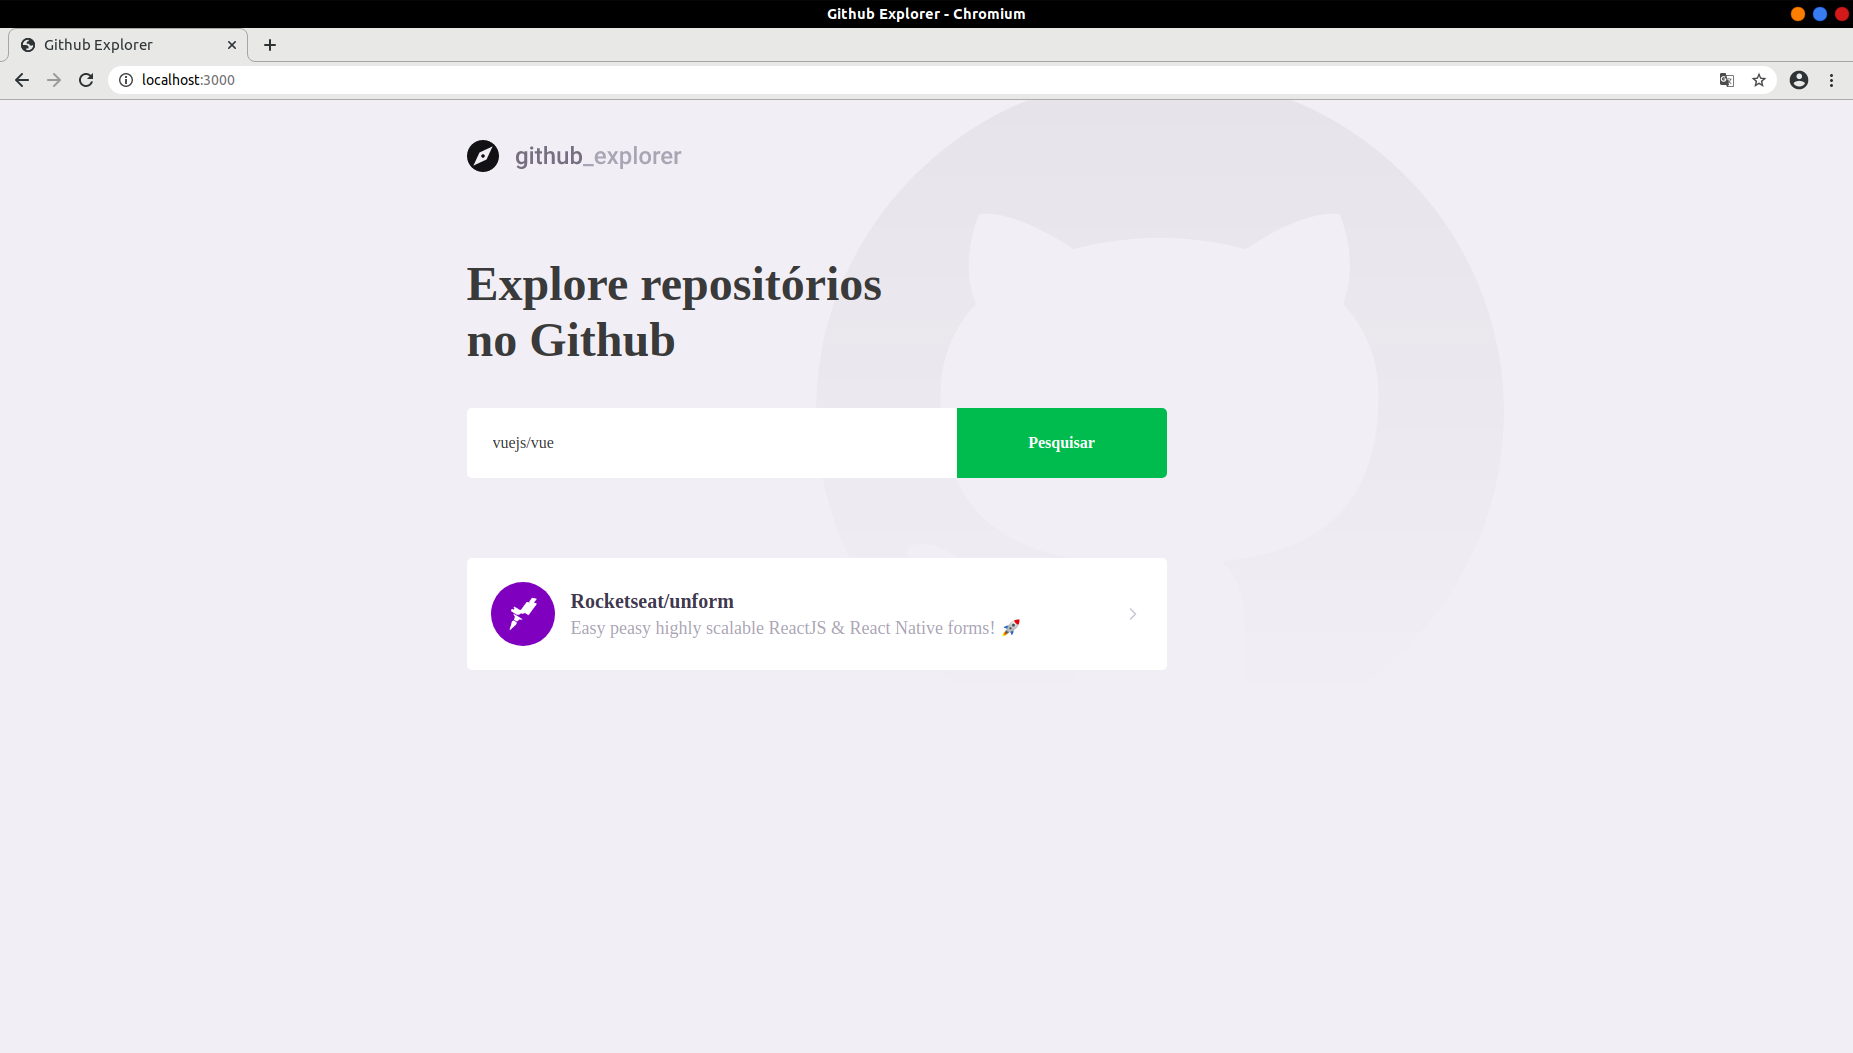 Github Explorer - Chromium
Github Explorer
localhost:3000
github_explorer
Explore repositórios
no Github
vuejs/vue
Pesquisar
Rocketseat/unform
Easy peasy highly scalable ReactJS & React Native forms! 🚀